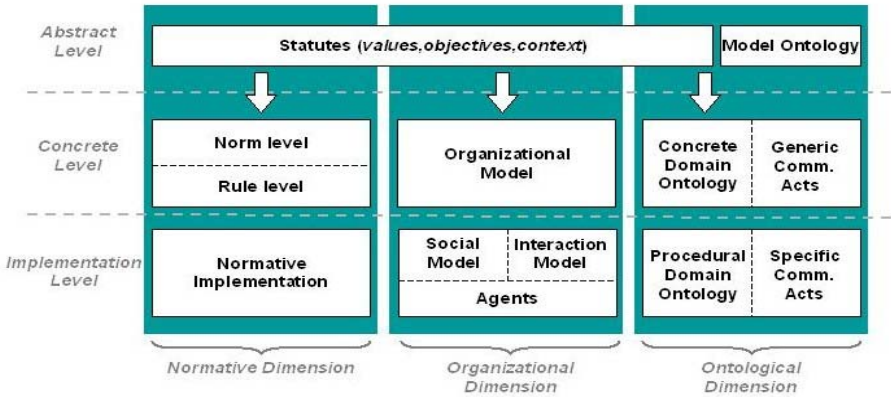 Abstract
Level
Statutes (values,objectives,context)
Model Ontology
Concrete
Level
Norm level
Rule level
Organizational
Model
Concrete
Domain
Ontology
Generic
Comm.
Acts
Implementation
Level
Normative
Implementation
Social
Model
Interaction
Model
Agents
Procedural
Domain
Ontology
Specific
Comm.
Acts
Normative Dimension
Organizational
Dimension
Ontological
Dimension